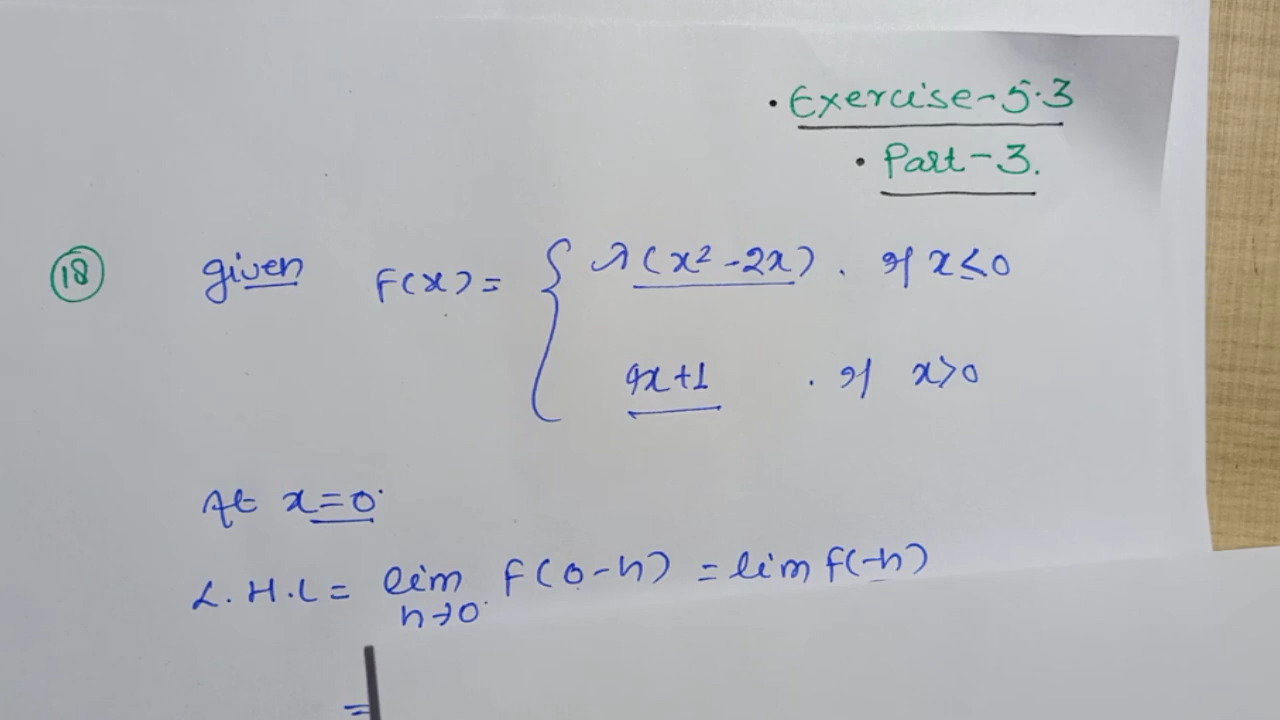 • Exercise-5.3
• Part-3.
(18) given f(x) = { λ(x² -2x) . if x≤0
4x+1 . if x>0
At x=0
L.H.L = lim f(0-h) = lim f(-h)
h→0
=